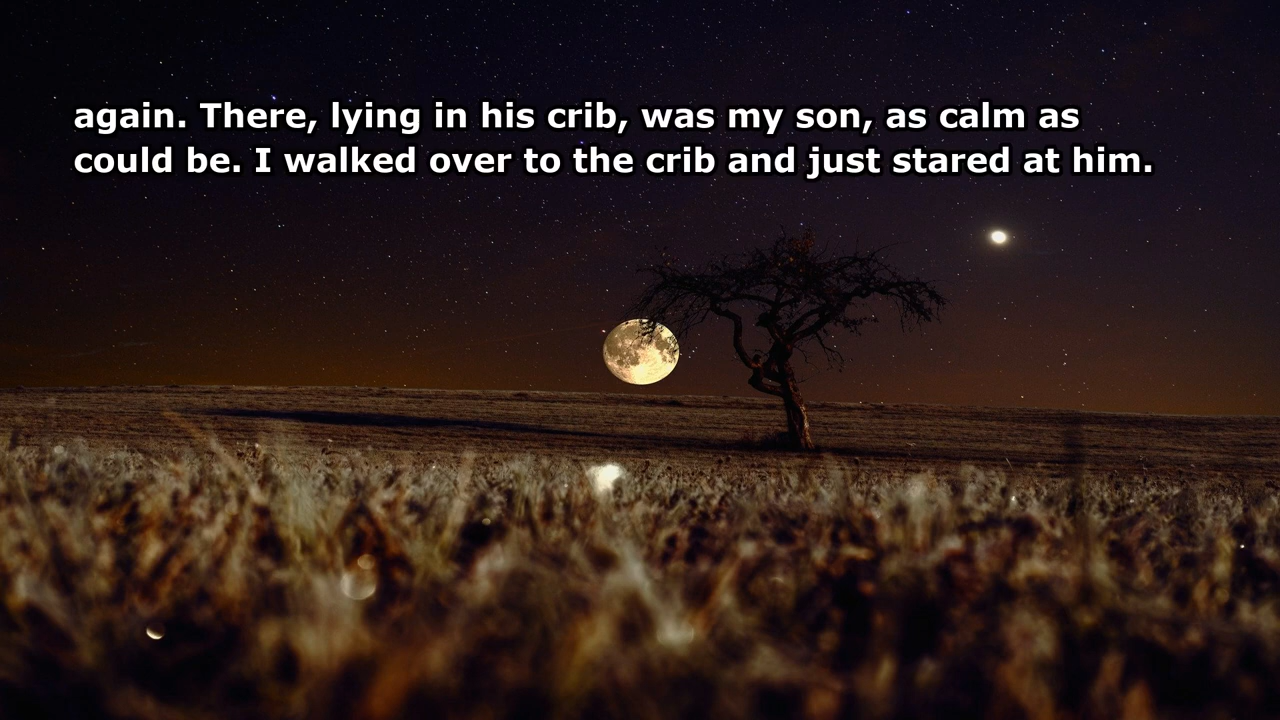 again. There, lying in his crib, was my son, as calm as
could be. I walked over to the crib and just stared at him.